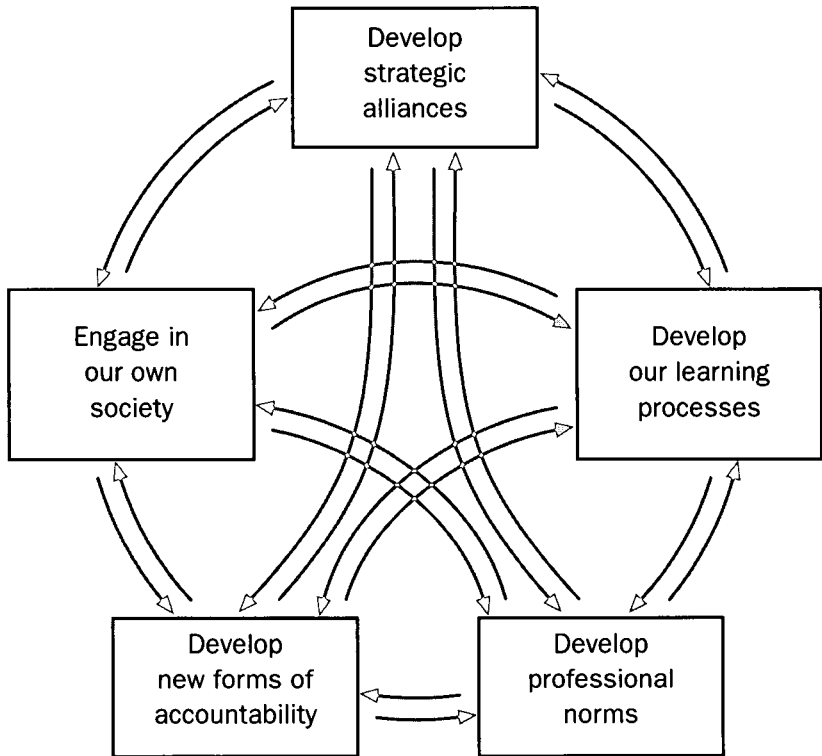 Develop
strategic
alliances
Engage in
our own
society
Develop
our learning
processes
Develop
new forms of
accountability
Develop
professional
norms